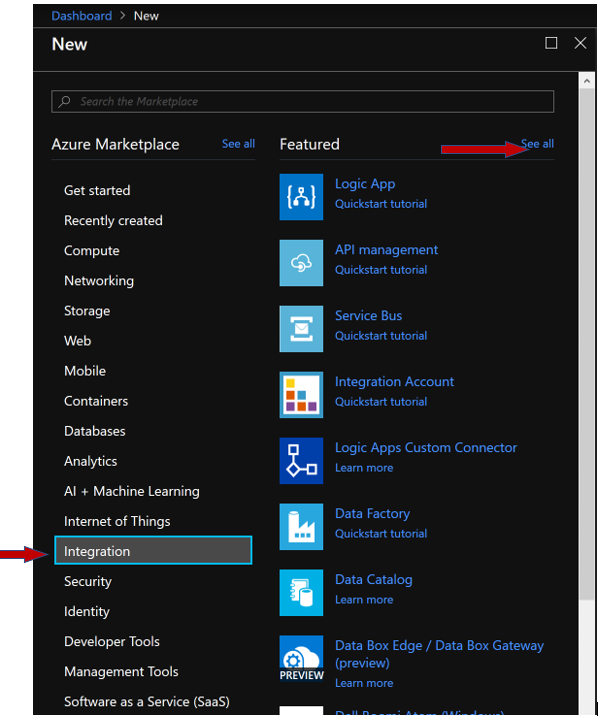 Dashboard > New
New
Search the Marketplace
Azure Marketplace See all
Get started
Recently created
Compute
Networking
Storage
Web
Mobile
Containers
Databases
Analytics
AI + Machine Learning
Internet of Things
Integration
Security
Identity
Developer Tools
Management Tools
Software as a Service (SaaS)
Featured See all
Logic App
Quickstart tutorial
API management
Quickstart tutorial
Service Bus
Quickstart tutorial
Integration Account
Quickstart tutorial
Logic Apps Custom Connector
Learn more
Data Factory
Quickstart tutorial
Data Catalog
Learn more
PREVIEW
Data Box Edge / Data Box Gateway
(preview)
Learn more
Dell Boomi Atom (Windows)